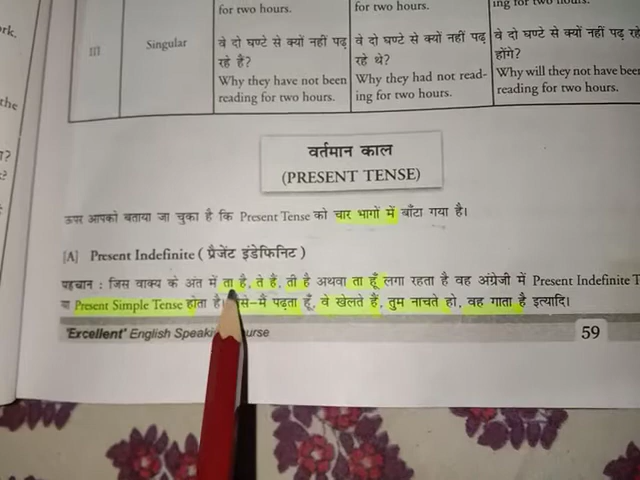 for two hours.
for two hours.
ing for two hours.
rk.
the
III
Singular
वे दो घण्टे से क्यों नहीं पढ़
रहे है?
Why they have not been
reading for two hours.
वे दो घण्टे से क्यों नहीं पढ़
रहे थे?
Why they had not read-
ing for two hours.
वे दो घण्टे से क्यों नहीं पढ़ रहे
होंगे?
Why will they not have been
reading for two hours.
वर्तमान काल
(PRESENT TENSE)
ऊपर आपको बताया जा चुका है कि Present Tense को चार भागों में बाँटा गया है।
[A] Present Indefinite ( प्रैजेंट इंडेफिनिट )
पहचान : जिस वाक्य के अंत में ता है, ते हैं, ती है अथवा ता हूँ लगा रहता है वह अंग्रेजी में Present Indefinite T
या Present Simple Tense होता है। –मैं पढ़ता हूँ, वे खेलते हैं, तुम नाचते हो, वह गाता है इत्यादि।
'Excellent' English
59